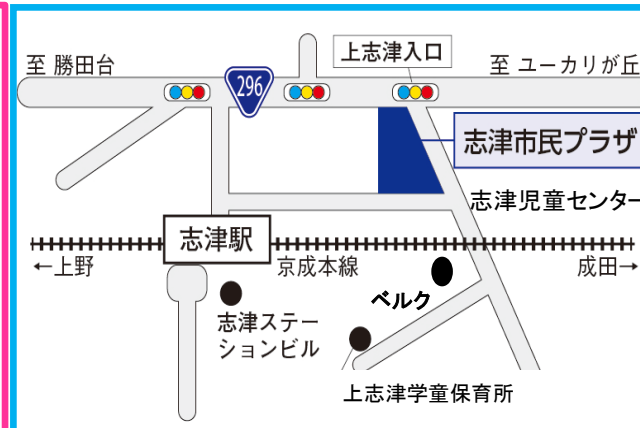 上志津入口
至 勝田台
296
至 ユーカリが丘
志津市民プラザ
志津児童センター
志津駅
←上野
京成本線
成田→
ベルク
志津ステー
ションビル
上志津学童保育所